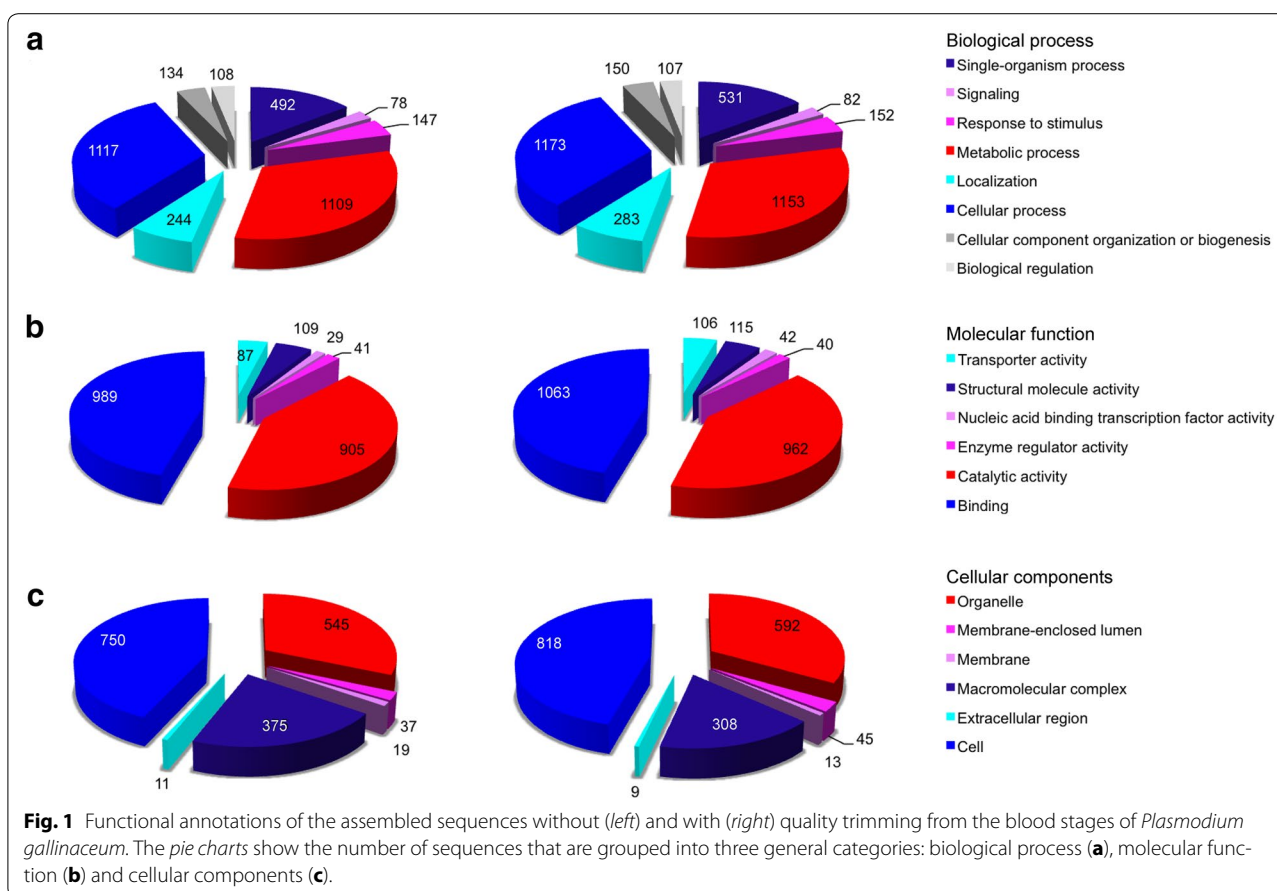 a
134 108
492
78
147
1117
1109
244
150 107
531
82
152
1173
1153
283
Biological process
Single-organism process
Signaling
Response to stimulus
Metabolic process
Localization
Cellular process
Cellular component organization or biogenesis
Biological regulation
b
87
109
29
41
989
905
106
115
42
40
1063
962
Molecular function
Transporter activity
Structural molecule activity
Nucleic acid binding transcription factor activity
Enzyme regulator activity
Catalytic activity
Binding
c
750
545
375
37
19
11
818
592
308
45
13
9
Cellular components
Organelle
Membrane-enclosed lumen
Membrane
Macromolecular complex
Extracellular region
Cell
Fig. 1 Functional annotations of the assembled sequences without (left) and with (right) quality trimming from the blood stages of Plasmodium
gallinaceum. The pie charts show the number of sequences that are grouped into three general categories: biological process (a), molecular func-
tion (b) and cellular components (c).